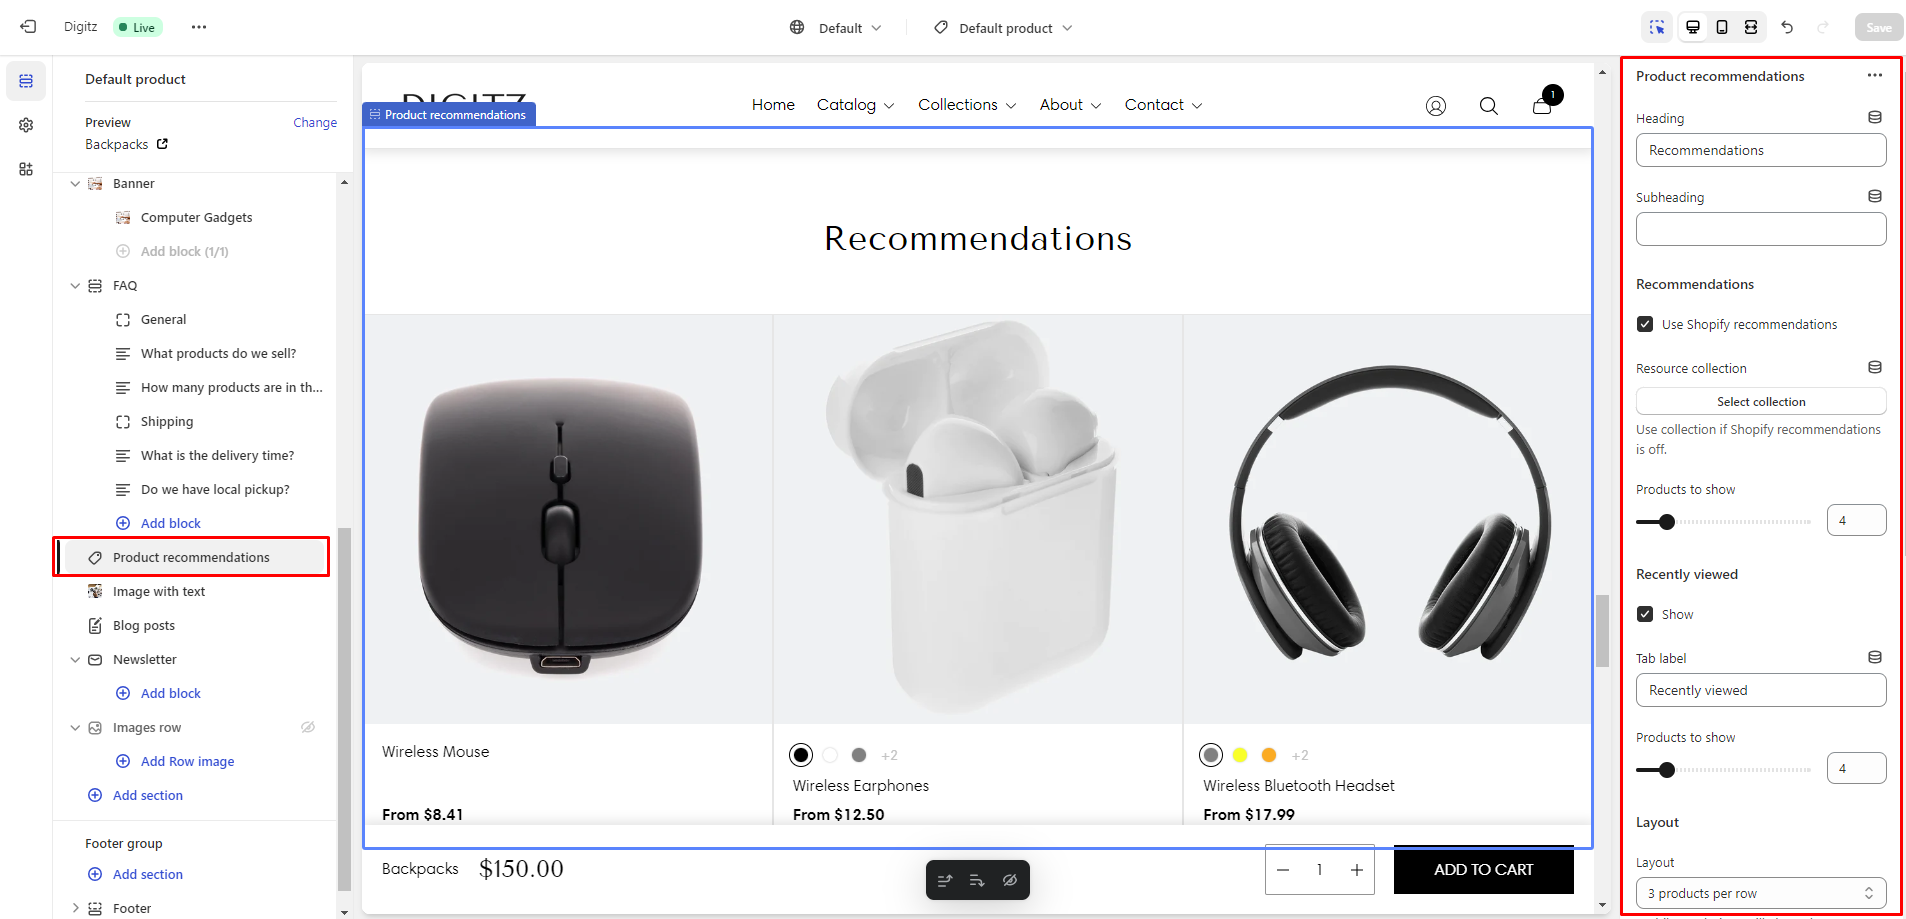 Digitz
Live
Default
Default product
Save
Default product
Preview
Change
Backpacks
Banner
Computer Gadgets
Add block (1/1)
FAQ
General
What products do we sell?
How many products are in th...
Shipping
What is the delivery time?
Do we have local pickup?
Add block
Product recommendations
Image with text
Blog posts
Newsletter
Add block
Images row
Add Row image
Add section
Footer group
Add section
Footer
DIGITZ
Home
Catalog
Collections
About
Contact
1
Product recommendations
Recommendations
Wireless Mouse
From $8.41
+2
Wireless Earphones
From $12.50
+2
Wireless Bluetooth Headset
From $17.99
Backpacks
$150.00
1
ADD TO CART
Product recommendations
Heading
Recommendations
Subheading
Recommendations
Use Shopify recommendations
Resource collection
Select collection
Use collection if Shopify recommendations
is off.
Products to show
4
Recently viewed
Show
Tab label
Recently viewed
Products to show
4
Layout
Layout
3 products per row